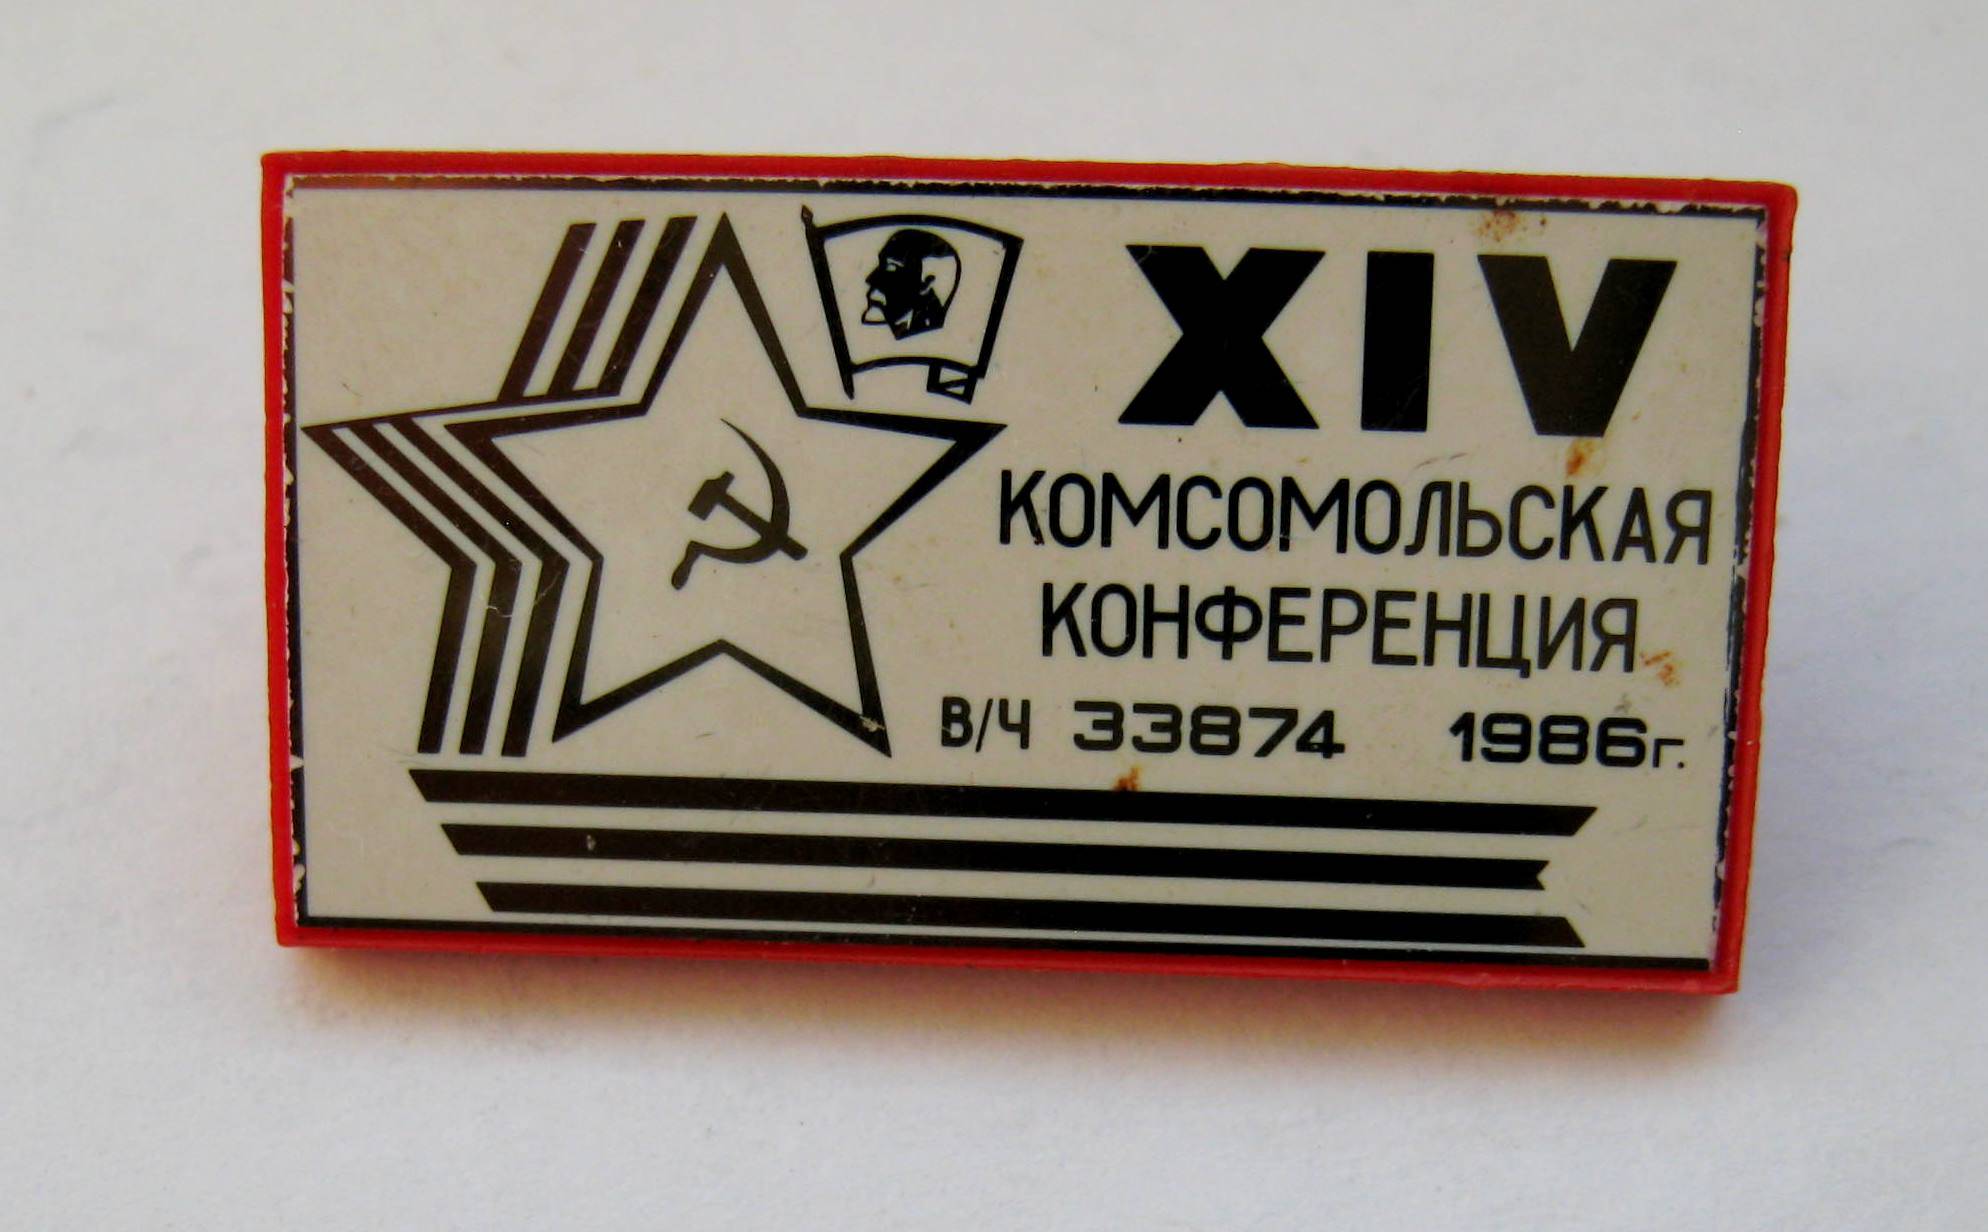 XIV
КОМСОМОЛЬСКАЯ
КОНФЕРЕНЦИЯ
В/Ч 33874 1986г.